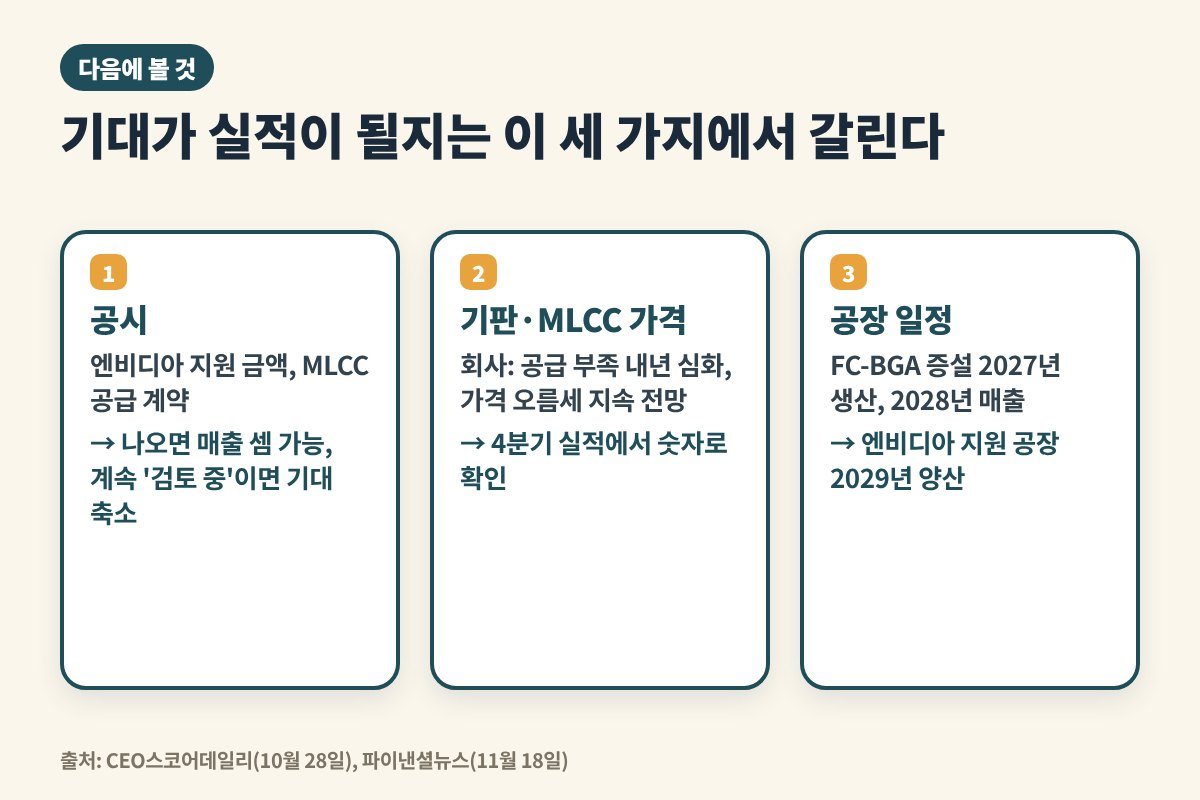 다음에 볼 것
기대가 실적이 될지는 이 세 가지에서 갈린다
1
공시
엔비디아 지원 금액, MLCC
공급 계약
→ 나오면 매출 셈 가능,
계속 '검토 중'이면 기대
축소
2
기판·MLCC 가격
회사: 공급 부족 내년 심화,
가격 오름세 지속 전망
→ 4분기 실적에서 숫자로
확인
3
공장 일정
FC-BGA 증설 2027년
생산, 2028년 매출
→ 엔비디아 지원 공장
2029년 양산
출처: CEO스코어데일리(10월 28일), 파이낸셜뉴스(11월 18일)